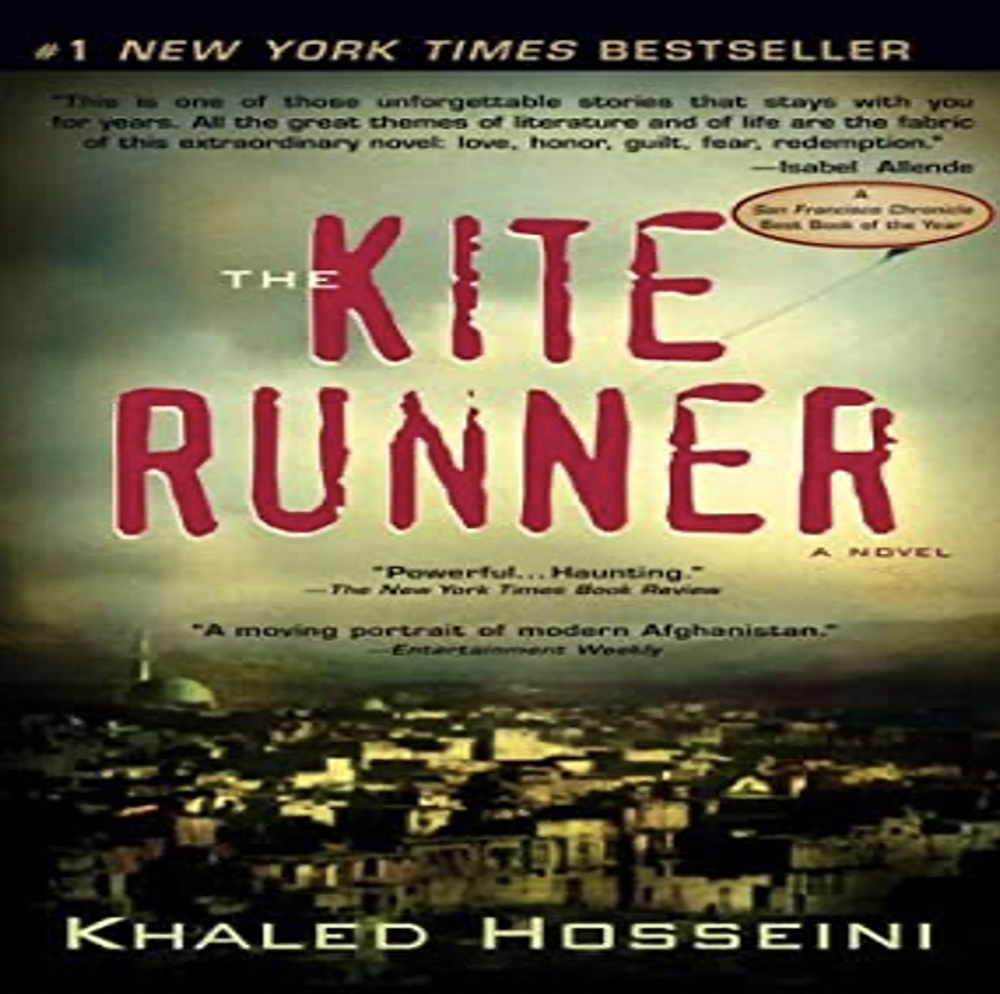 #1 NEW YORK TIMES BESTSELLER
"This is one of those unforgettable stories that stays with you
for years. All the great themes of literature and of life are the fabric
of this extraordinary novel: love, honor, guilt, fear, redemption."
—Isabel Allende
A
San Francisco Chronicle
Best Book of the Year
THE KITE
RUNNER
A NOVEL
"Powerful...Haunting."
—The New York Times Book Review
"A moving portrait of modern Afghanistan."
—Entertainment Weekly
KHALED HOSSEINI